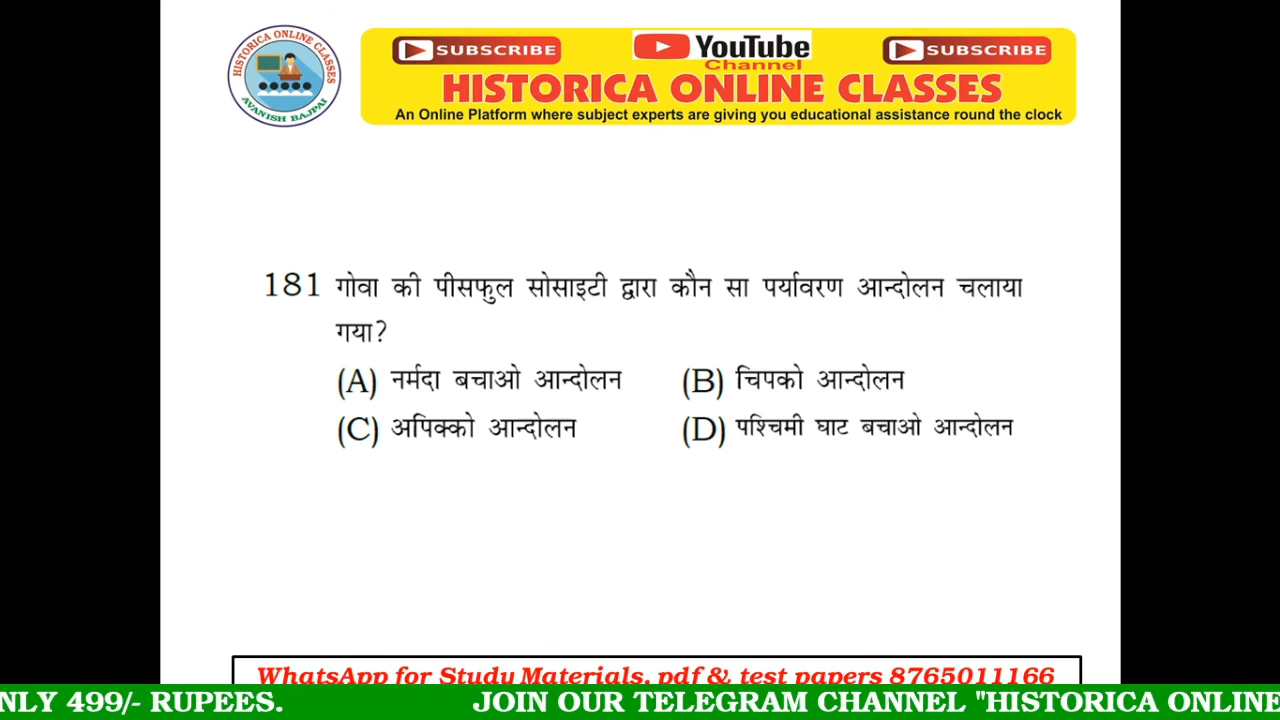 HISTORICA ONLINE CLASSES
AVANISH BAJPAI
SUBSCRIBE
YouTube
Channel
SUBSCRIBE
HISTORICA ONLINE CLASSES
An Online Platform where subject experts are giving you educational assistance round the clock
181 गोवा की पीसफुल सोसाइटी द्वारा कौन सा पर्यावरण आन्दोलन चलाया
गया?
(A) नर्मदा बचाओ आन्दोलन (B) चिपको आन्दोलन
(C) अपिक्को आन्दोलन (D) पश्चिमी घाट बचाओ आन्दोलन
WhatsApp for Study Materials, pdf & test papers 8765011166
NLY 499/- RUPEES. JOIN OUR TELEGRAM CHANNEL "HISTORICA ONLINE